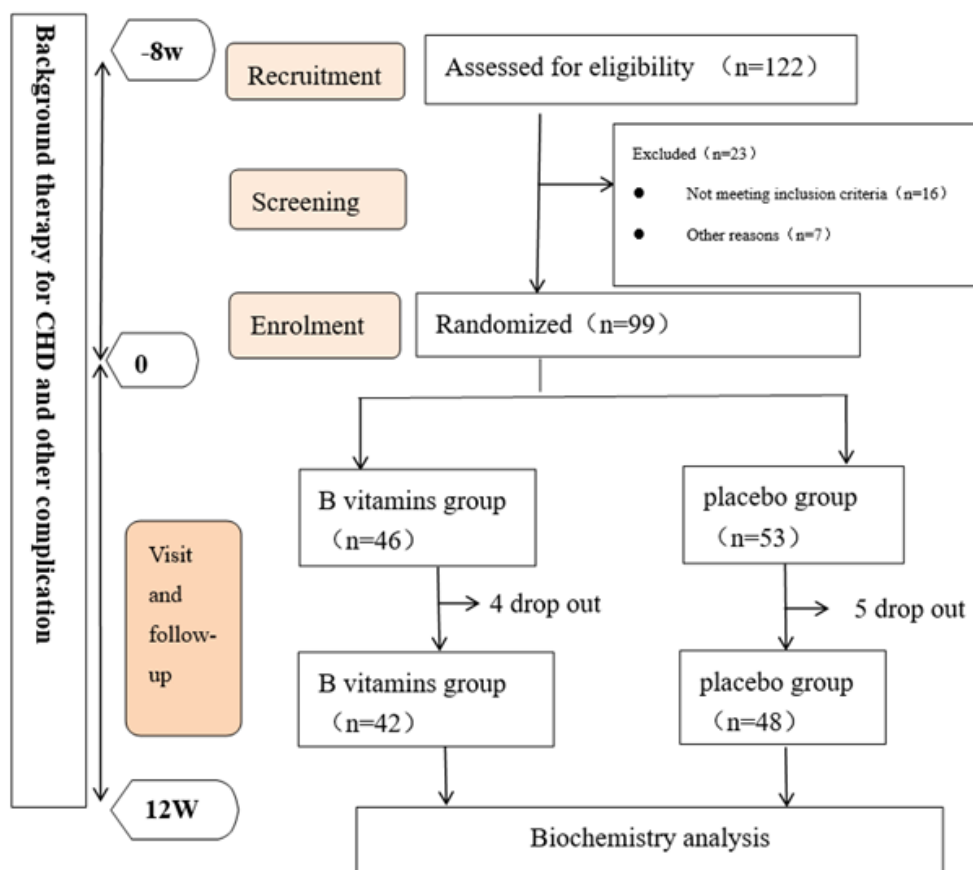 Background therapy for CHD and other complication
-8w
Recruitment
Assessed for eligibility （n=122）
Excluded（n=23）
● Not meeting inclusion criteria（n=16）
● Other reasons（n=7）
Screening
Enrolment
Randomized（n=99）
0
B vitamins group
（n=46）
placebo group
（n=53）
4 drop out
5 drop out
Visit
and
follow-
up
B vitamins group
（n=42）
placebo group
（n=48）
12W
Biochemistry analysis